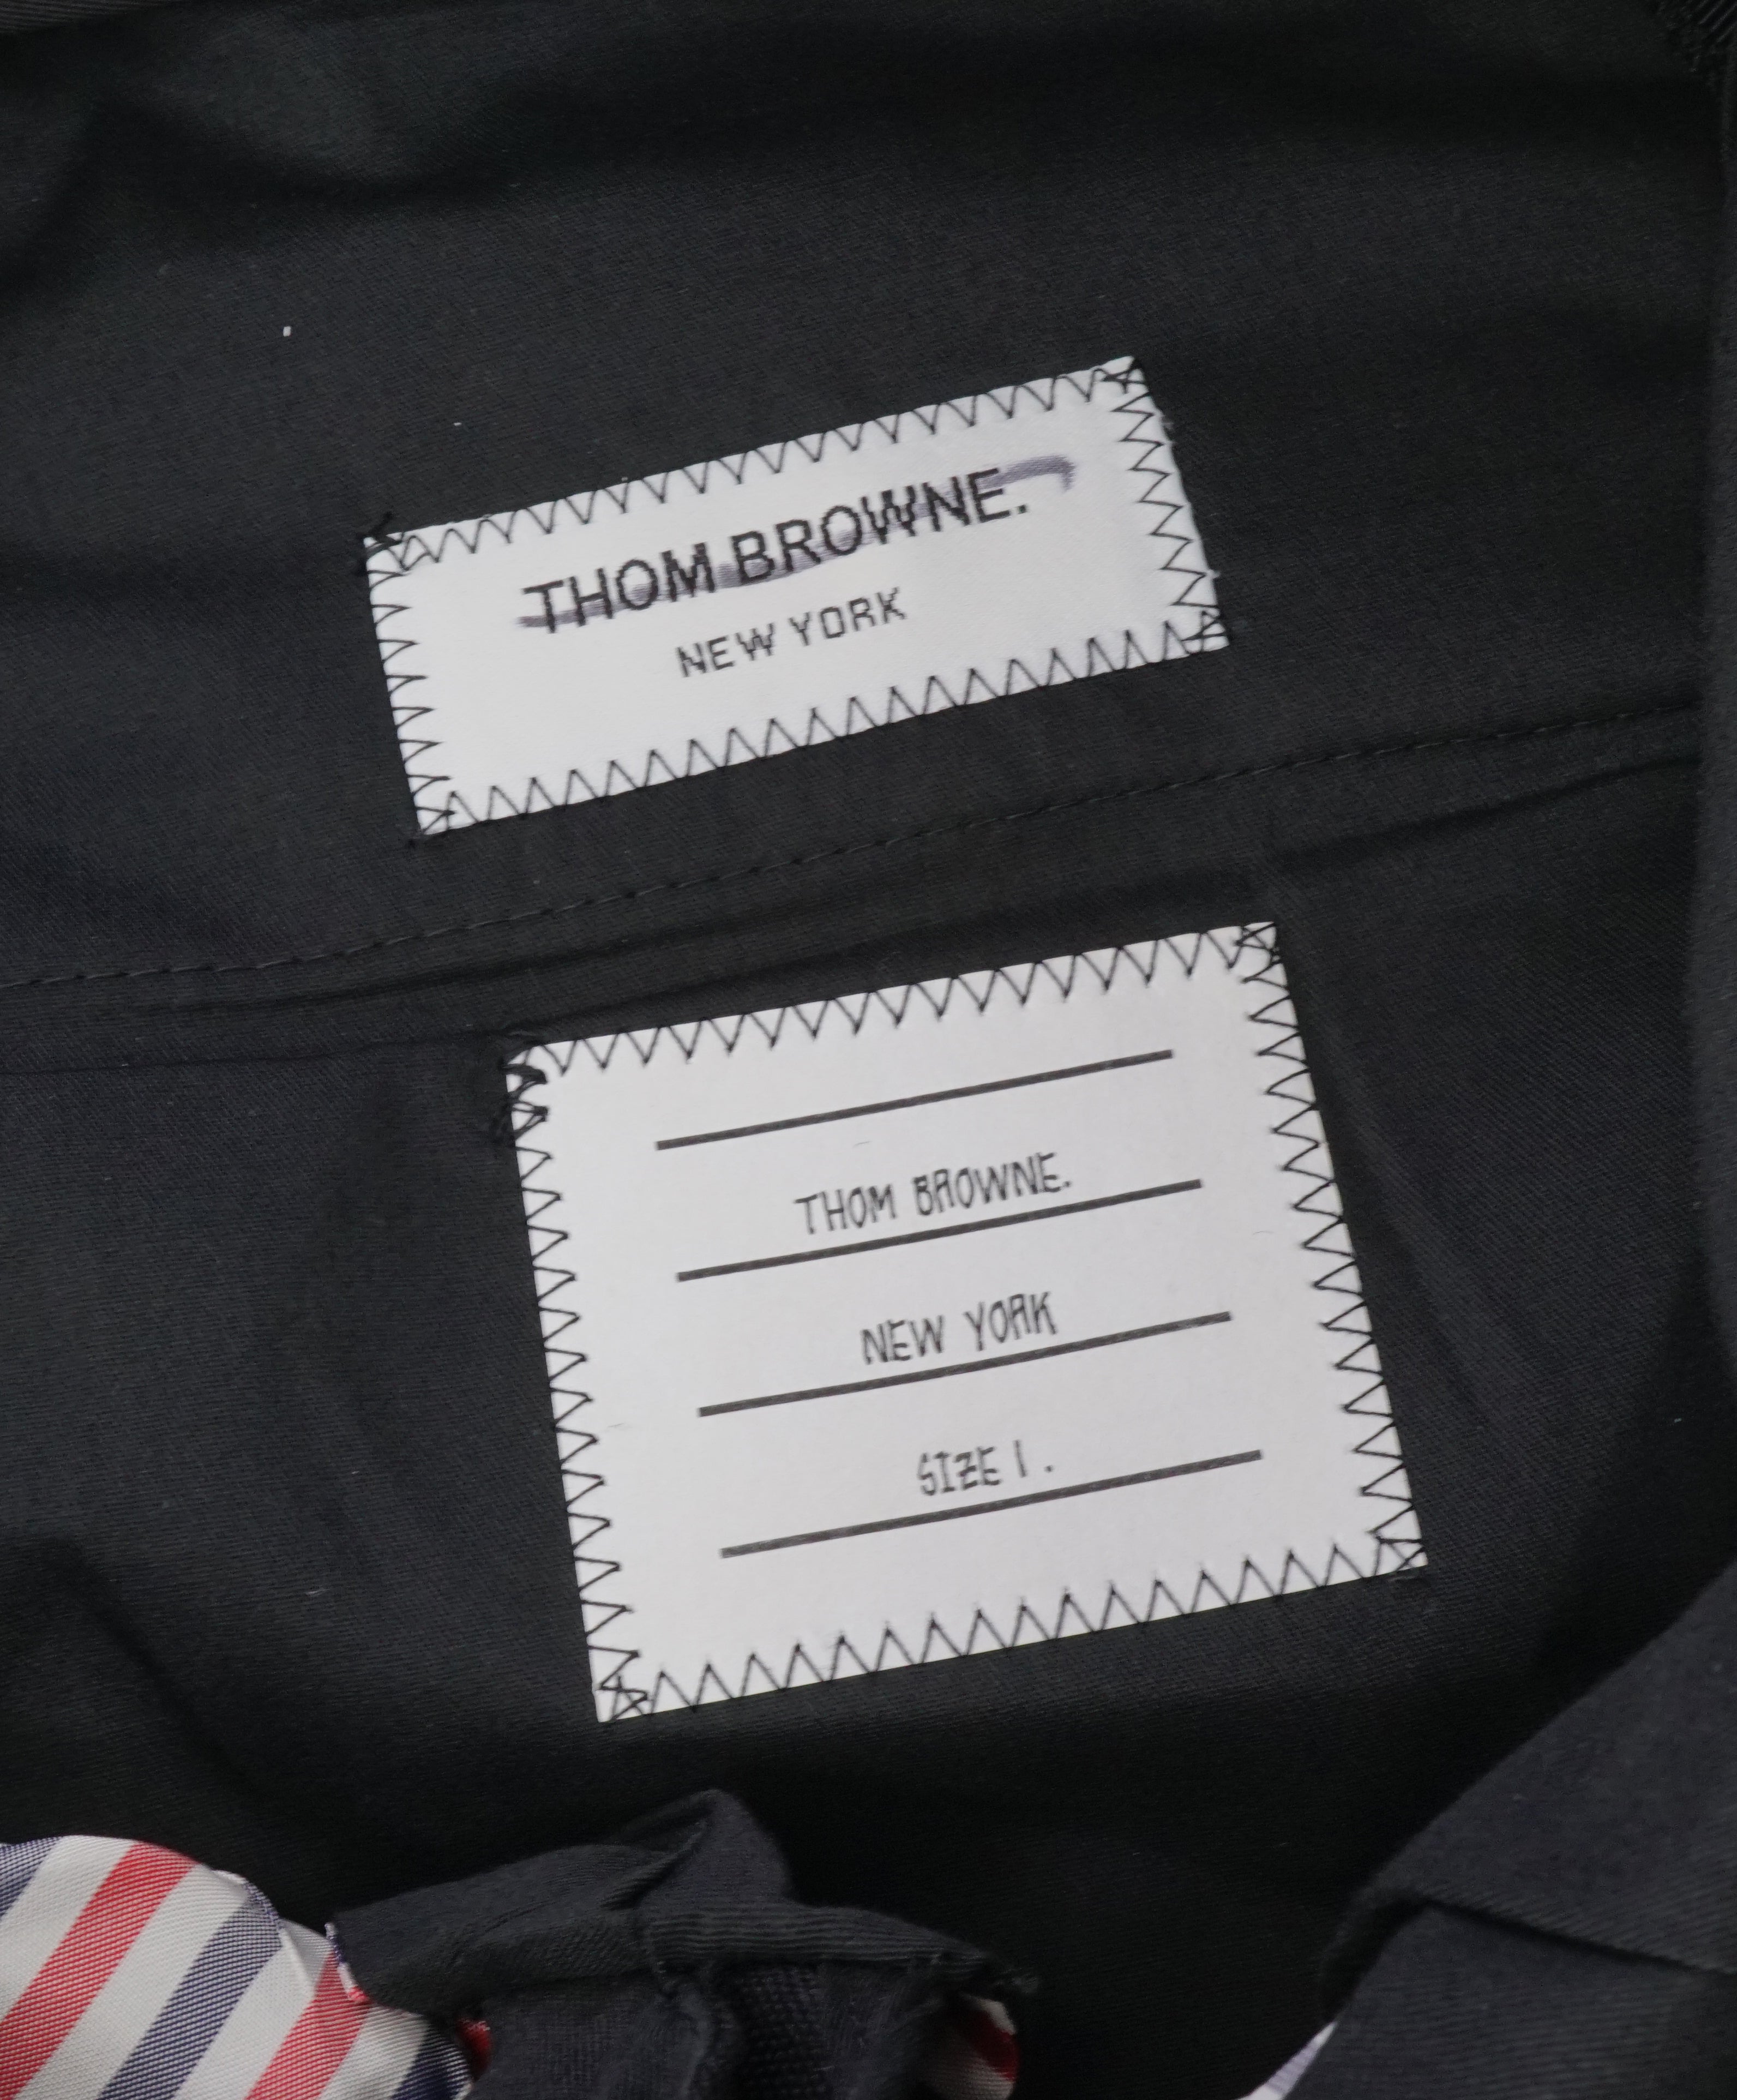 THOM BROWNE.
NEW YORK
THOM BROWNE.
NEW YORK
SIZE 1.